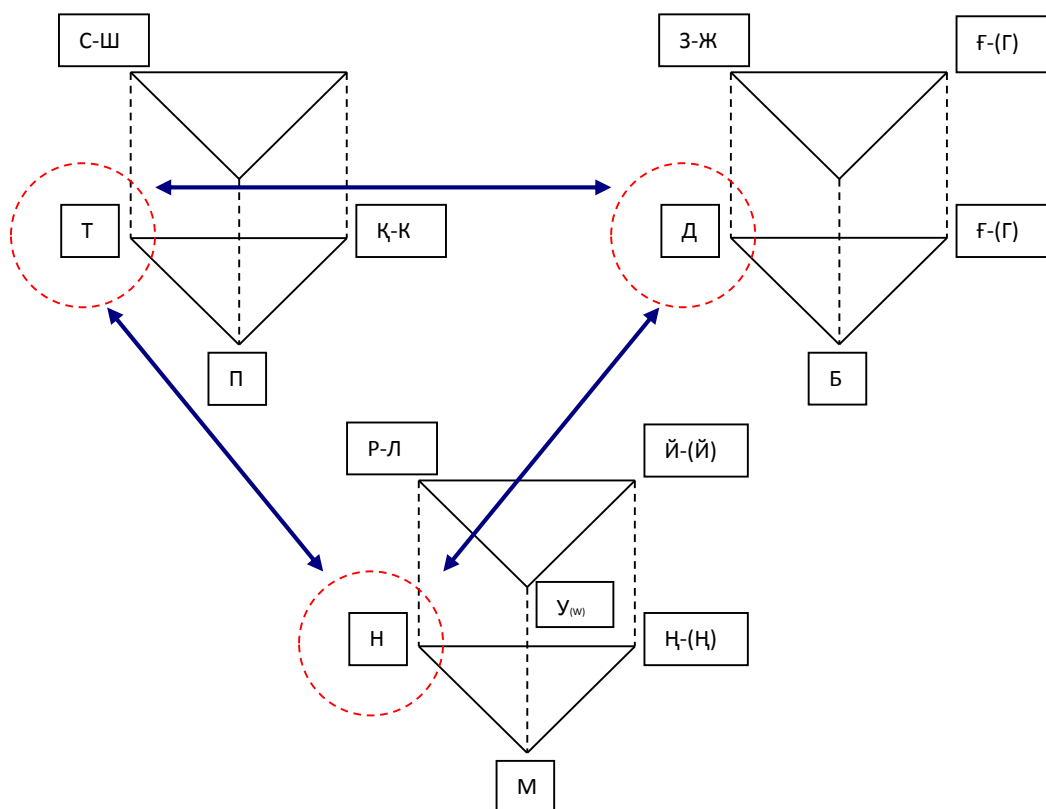 С-Ш
З-Ж
Ғ-(Г)
Т
Қ-К
Д
Ғ-(Г)
П
Б
Р-Л
Й-(Й)
У(w)
Н
Ң-(Ң)
М